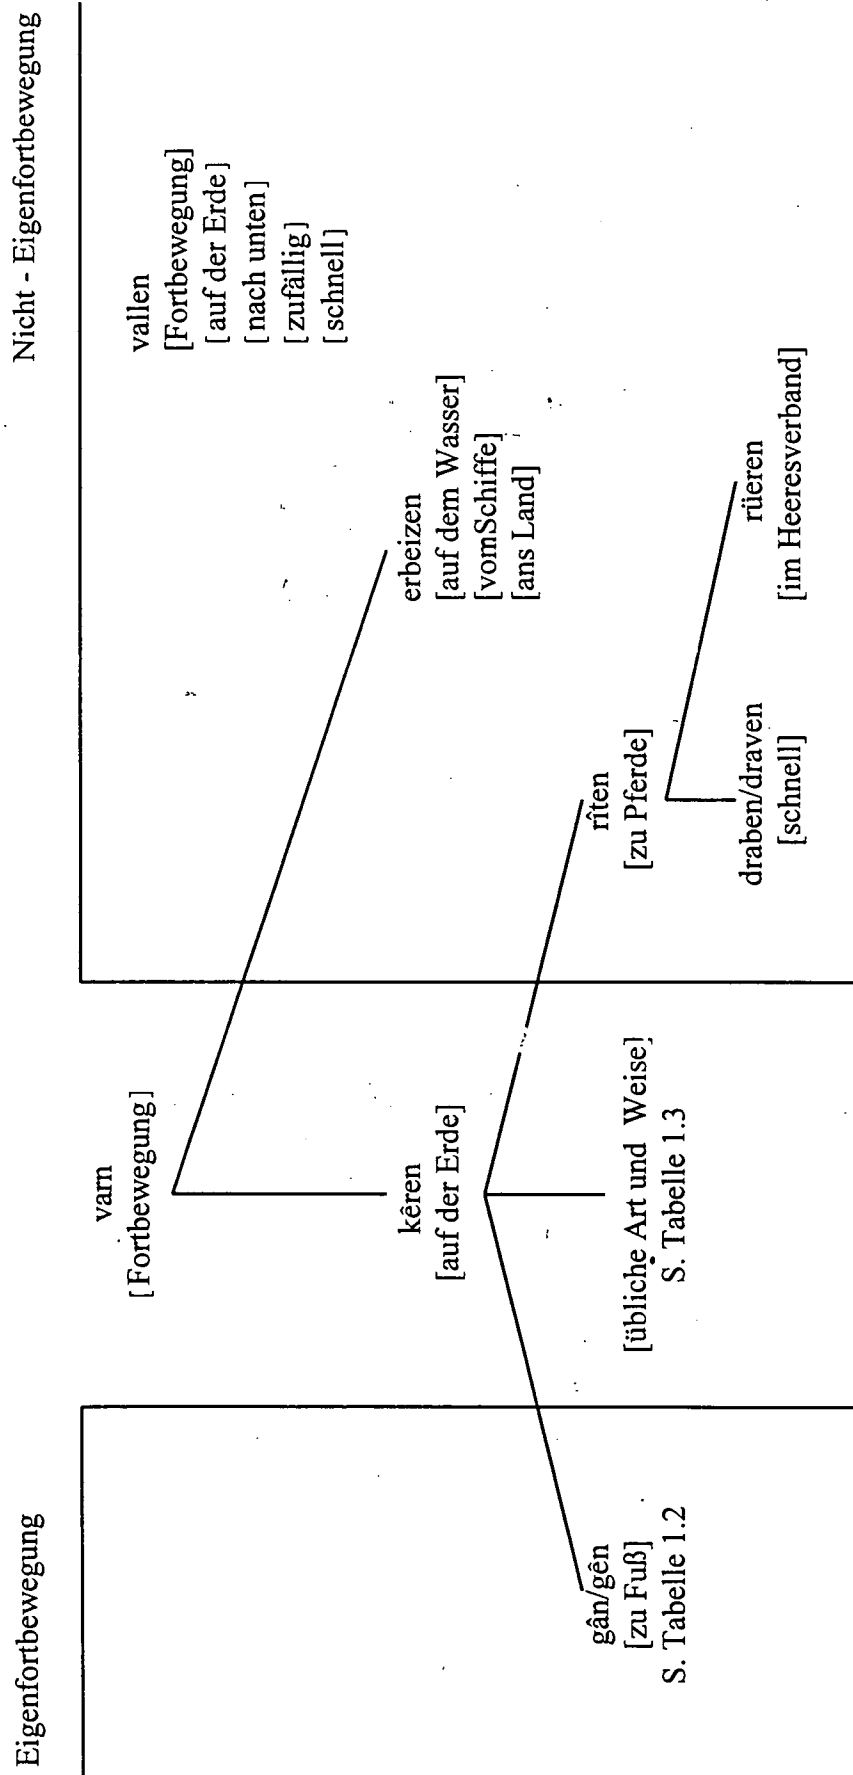 Eigenfortbewegung
Nicht - Eigenfortbewegung
varn
[Fortbewegung]
vallen
[Fortbewegung]
[auf der Erde]
[nach unten]
[zufällig]
[schnell]
kêren
[auf der Erde]
erbeizen
[auf dem Wasser]
[vomSchiffe]
[ans Land]
gân/gên
[zu Fuß]
S. Tabelle 1.2
[übliche Art und Weise]
S. Tabelle 1.3
rîten
[zu Pferde]
draben/draven
[schnell]
rüeren
[im Heeresverband]